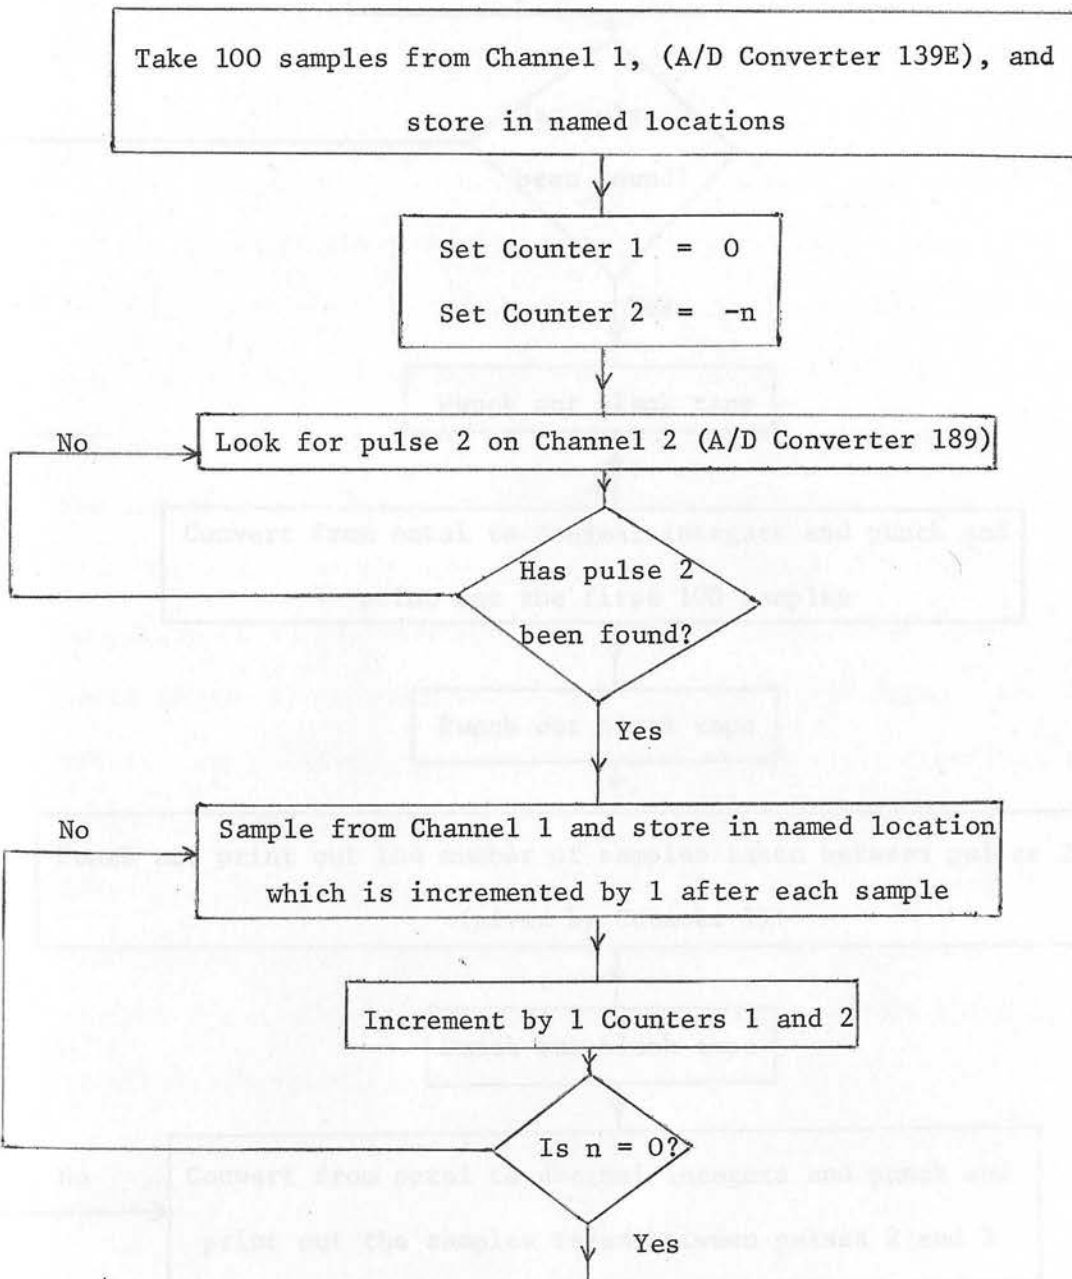 Take 100 samples from Channel 1, (A/D Converter 139E), and
store in named locations
Set Counter 1 = 0
Set Counter 2 = -n
No
Look for pulse 2 on Channel 2 (A/D Converter 189)
Has pulse 2
been found?
Yes
No
Sample from Channel 1 and store in named location
which is incremented by 1 after each sample
Increment by 1 Counters 1 and 2
Is n = 0?
Yes